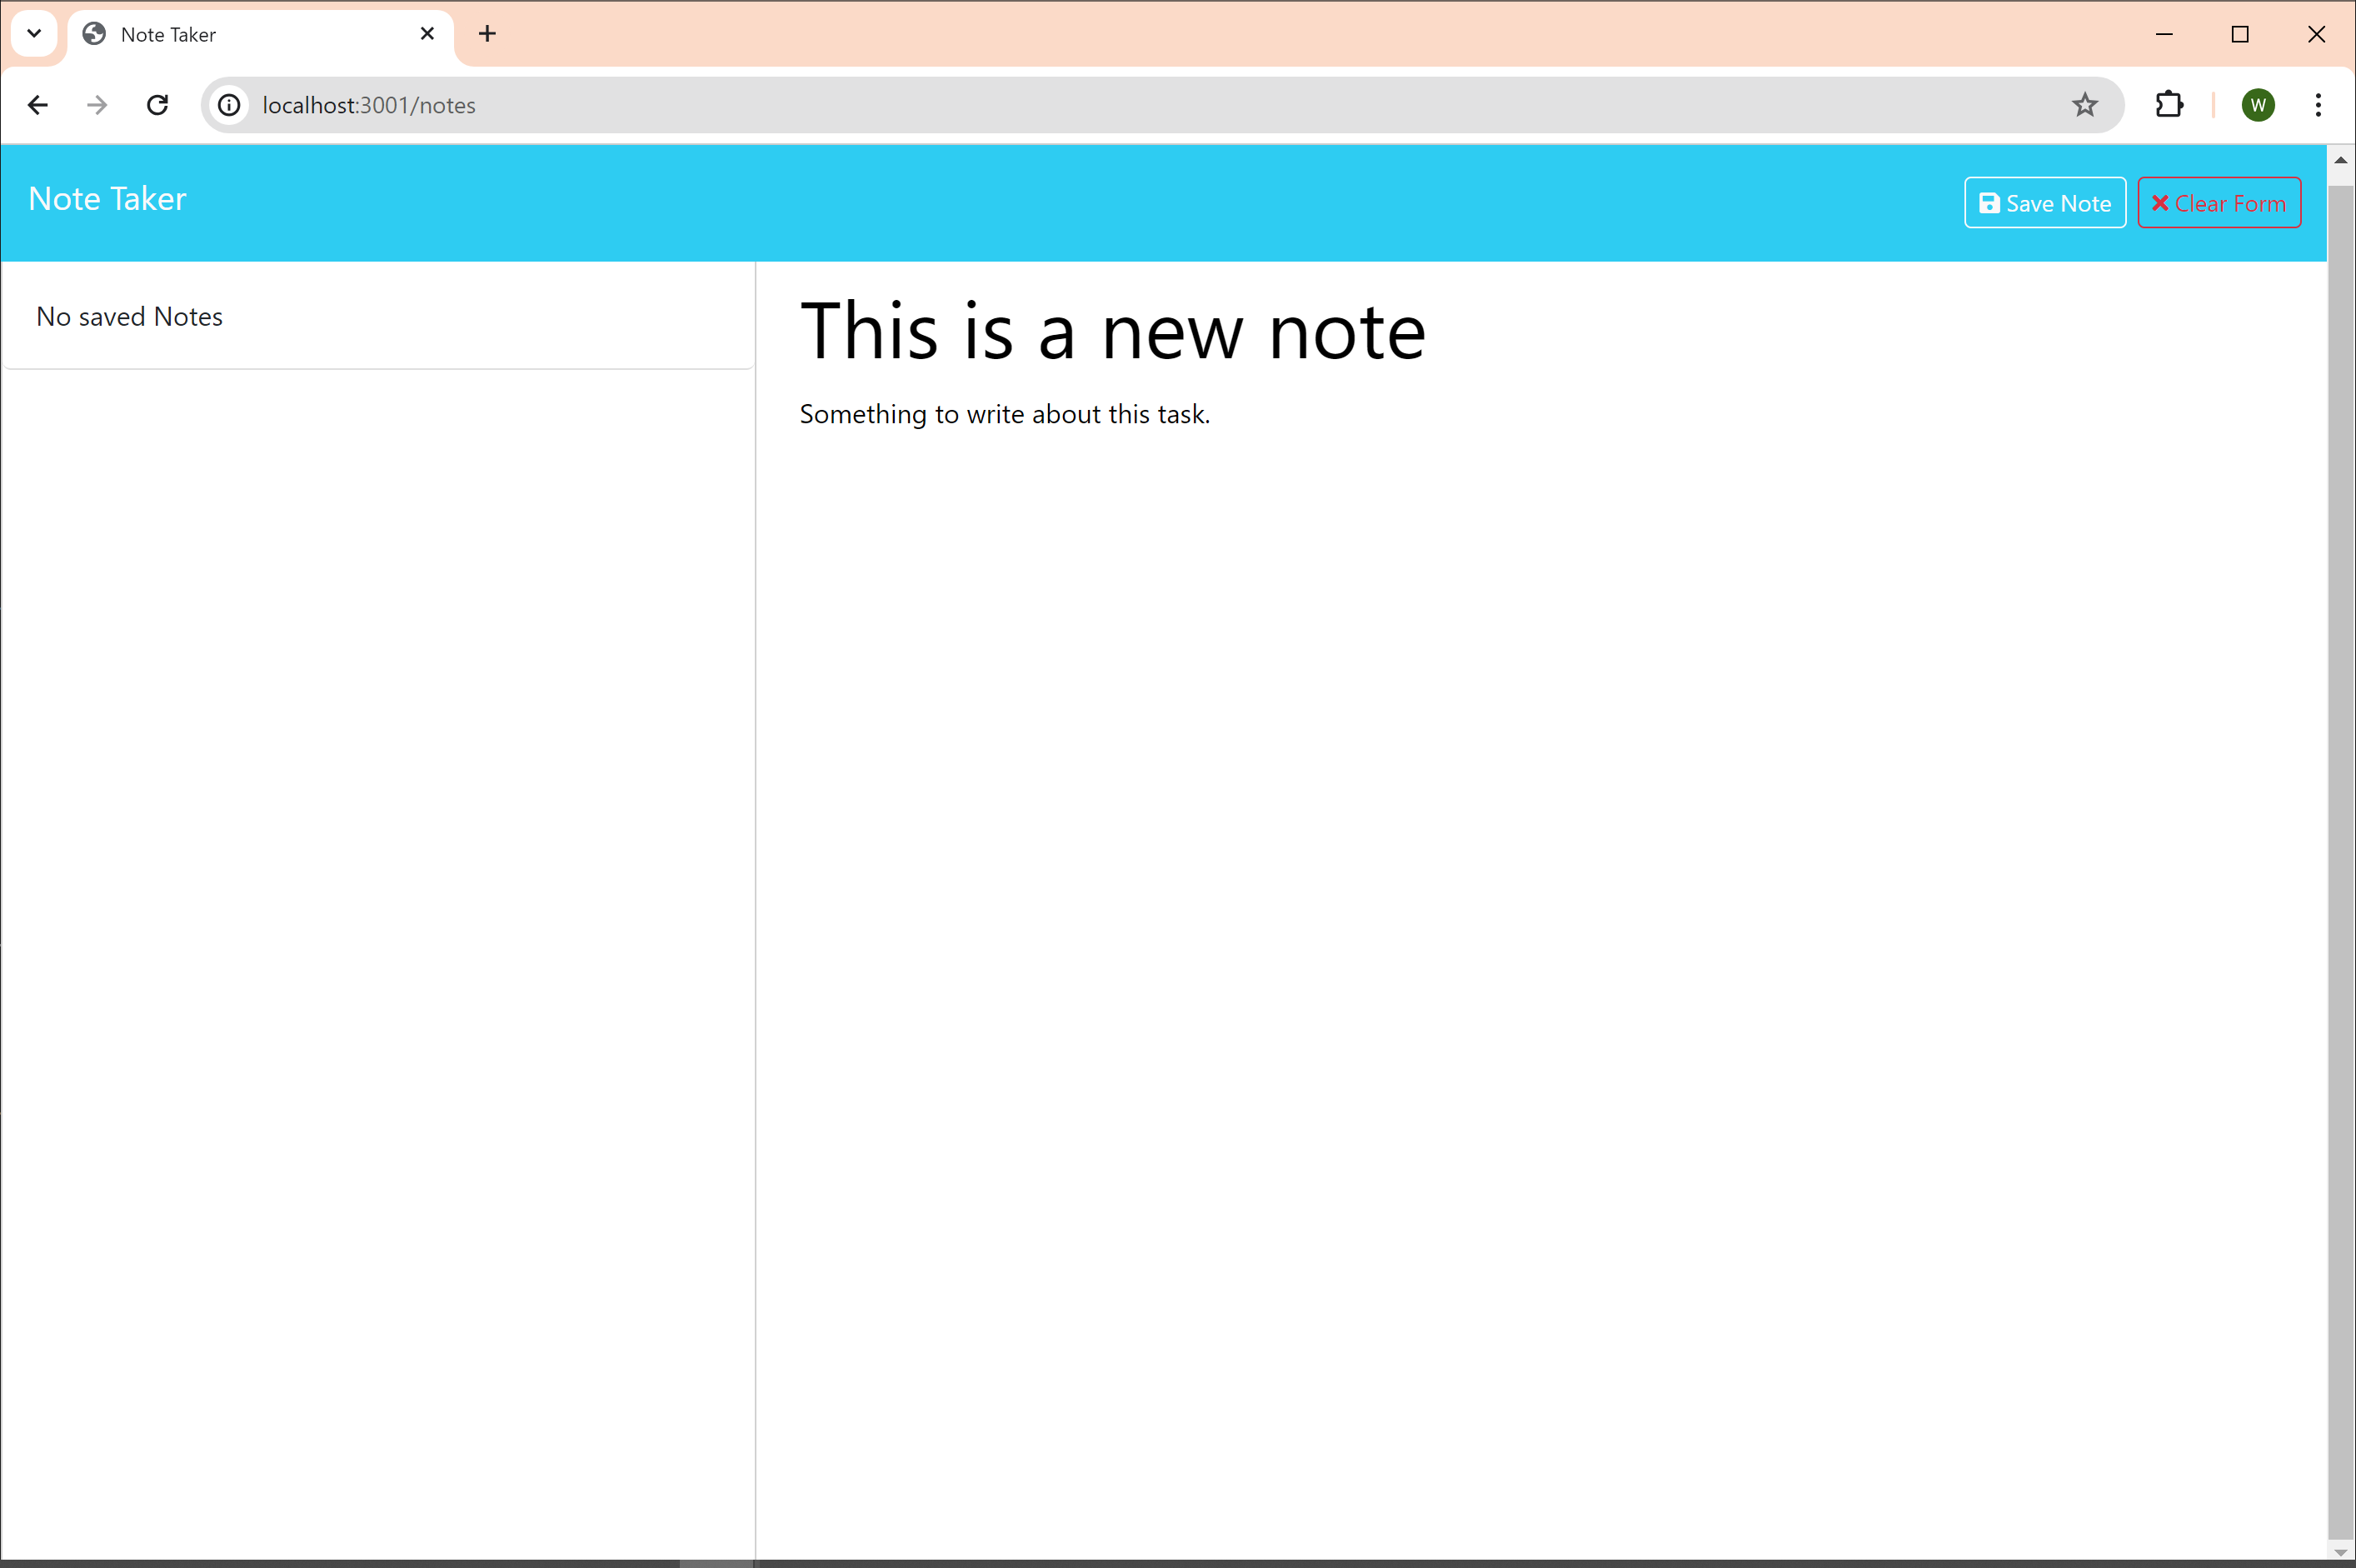 Note Taker
localhost:3001/notes
W
Note Taker
Save Note
Clear Form
No saved Notes
This is a new note
Something to write about this task.